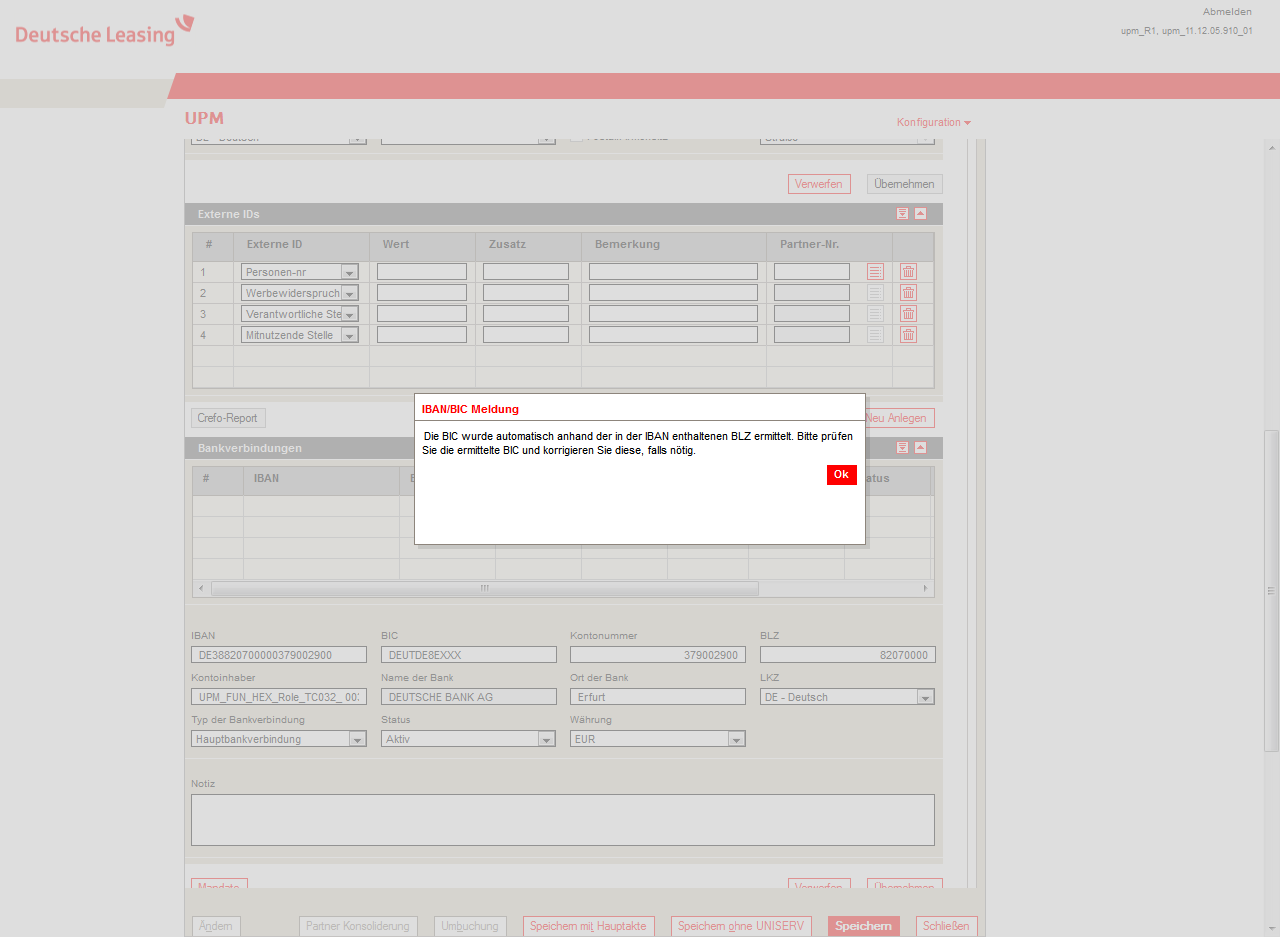 Deutsche Leasing
Abmelden
upm_R1, upm_11.12.05.910_01
UPM
Konfiguration
DE - Deutsch
Verwerfen Übernehmen
Externe IDs
# Externe ID Wert Zusatz Bemerkung Partner-Nr.
1 Personen-nr
2 Werbewiderspruch
3 Verantwortliche Ste
4 Mitnutzende Stelle
Crefo-Report Neu Anlegen
IBAN/BIC Meldung
Die BIC wurde automatisch anhand der in der IBAN enthaltenen BLZ ermittelt. Bitte prüfen
Sie die ermittelte BIC und korrigieren Sie diese, falls nötig.
Ok
Bankverbindungen
# IBAN atus
IBAN BIC Kontonummer BLZ
DE38820700000379002900 DEUTDE8EXXX 379002900 82070000
Kontoinhaber Name der Bank Ort der Bank LKZ
UPM_FUN_HEX_Role_TC032_ 003 DEUTSCHE BANK AG Erfurt DE - Deutsch
Typ der Bankverbindung Status Währung
Hauptbankverbindung Aktiv EUR
Notiz
Mandate Verwerfen Übernehmen
Ändern Partner Konsolidierung Umbuchung Speichern mit Hauptakte Speichern ohne UNISERV Speichern Schließen